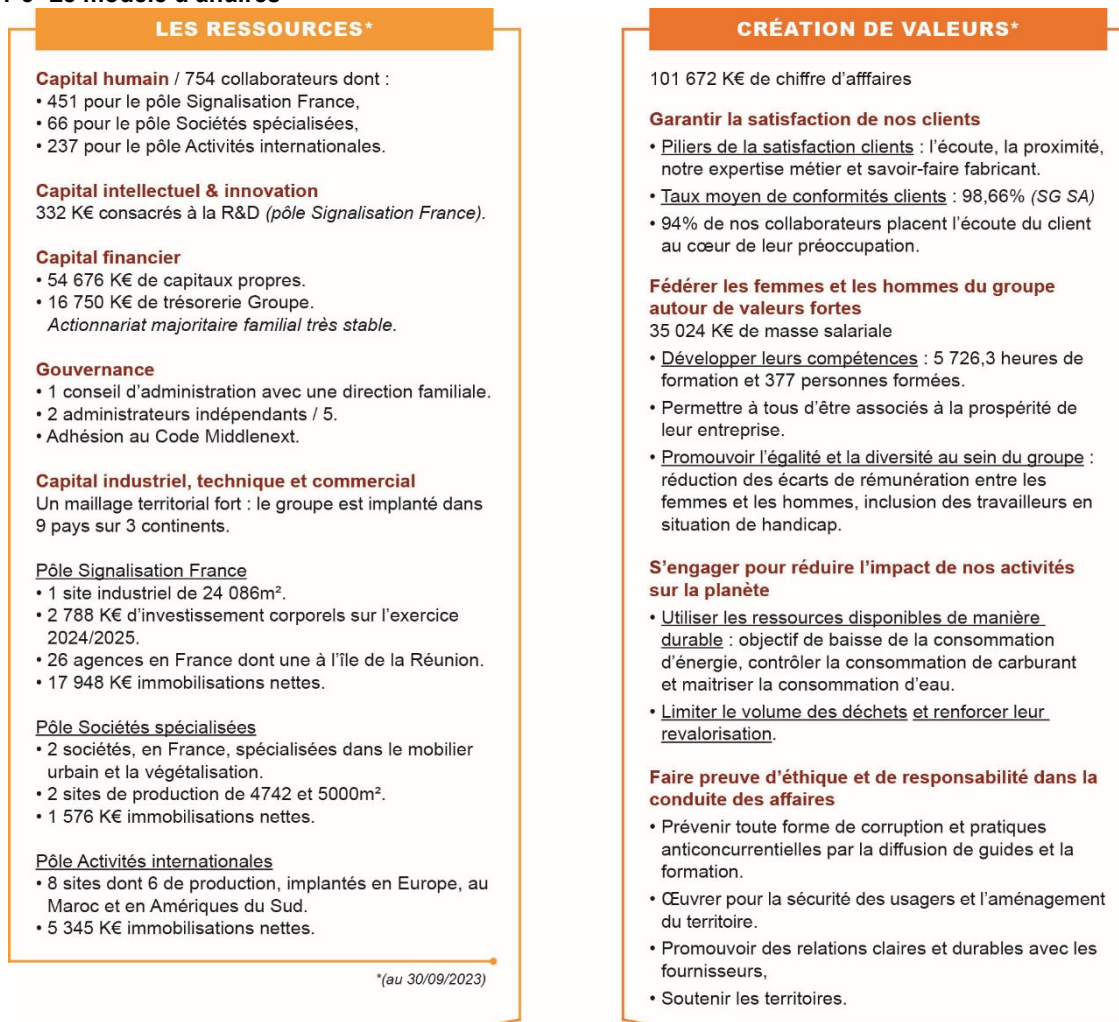 LES RESSOURCES*
Capital humain / 754 collaborateurs dont :
• 451 pour le pôle Signalisation France,
• 66 pour le pôle Sociétés spécialisées,
• 237 pour le pôle Activités internationales.
Capital intellectuel & innovation
332 K€ consacrés à la R&D (pôle Signalisation France).
Capital financier
• 54 676 K€ de capitaux propres.
• 16 750 K€ de trésorerie Groupe.
Actionnariat majoritaire familial très stable.
Gouvernance
• 1 conseil d'administration avec une direction familiale.
• 2 administrateurs indépendants / 5.
• Adhésion au Code Middlenext.
Capital industriel, technique et commercial
Un maillage territorial fort : le groupe est implanté dans
9 pays sur 3 continents.
Pôle Signalisation France
• 1 site industriel de 24 086m².
• 2 788 K€ d'investissement corporels sur l'exercice
2024/2025.
• 26 agences en France dont une à l'île de la Réunion.
• 17 948 K€ immobilisations nettes.
Pôle Sociétés spécialisées
• 2 sociétés, en France, spécialisées dans le mobilier
urbain et la végétalisation.
• 2 sites de production de 4742 et 5000m².
• 1 576 K€ immobilisations nettes.
Pôle Activités internationales
• 8 sites dont 6 de production, implantés en Europe, au
Maroc et en Amériques du Sud.
• 5 345 K€ immobilisations nettes.
*(au 30/09/2023)
CRÉATION DE VALEURS*
101 672 K€ de chiffre d'afffaires
Garantir la satisfaction de nos clients
• Piliers de la satisfaction clients : l'écoute, la proximité,
notre expertise métier et savoir-faire fabricant.
• Taux moyen de conformités clients : 98,66% (SG SA)
• 94% de nos collaborateurs placent l'écoute du client
au cœur de leur préoccupation.
Fédérer les femmes et les hommes du groupe
autour de valeurs fortes
35 024 K€ de masse salariale
• Développer leurs compétences : 5 726,3 heures de
formation et 377 personnes formées.
• Permettre à tous d'être associés à la prospérité de
leur entreprise.
• Promouvoir l'égalité et la diversité au sein du groupe :
réduction des écarts de rémunération entre les
femmes et les hommes, inclusion des travailleurs en
situation de handicap.
S'engager pour réduire l'impact de nos activités
sur la planète
• Utiliser les ressources disponibles de manière
durable : objectif de baisse de la consommation
d'énergie, contrôler la consommation de carburant
et maitriser la consommation d'eau.
• Limiter le volume des déchets et renforcer leur
revalorisation.
Faire preuve d'éthique et de responsabilité dans la
conduite des affaires
• Prévenir toute forme de corruption et pratiques
anticoncurrentielles par la diffusion de guides et la
formation.
• Œuvrer pour la sécurité des usagers et l'aménagement
du territoire.
• Promouvoir des relations claires et durables avec les
fournisseurs,
• Soutenir les territoires.